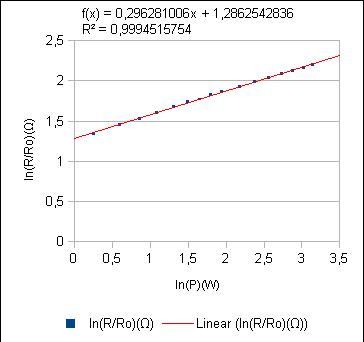 f(x) = 0,296281006x + 1,2862542836
R² = 0,9994515754
2,5
2
1,5
1
0,5
0
0 0,5 1 1,5 2 2,5 3 3,5
ln(R/Ro)(Ω)
ln(P)(W)
ln(R/Ro)(Ω) Linear (ln(R/Ro)(Ω))